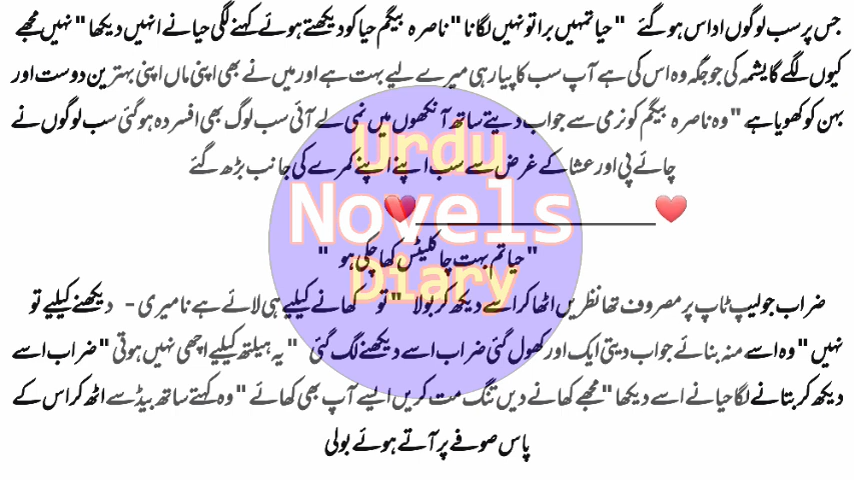 جس پر سب لوگوں اداس ہو گئے " حیا تمہیں برا تو نہیں لگانا " ناصرہ بیگم حیا کو دیکھتے ہوئے کہنے لگی حیا نے انہیں دیکھا " نہیں مجھے
کیوں لگے گا یشمہ کی جو جگہ وہ اس کی ہے آپ سب کا پیار ہی میرے لیے بہت ہے اور میں نے بھی اپنی ماں اپنی بہترین دوست اور
بہن کو کھویا ہے " وہ ناصرہ بیگم کو نرمی سے جواب دیتے ساتھ آنکھوں میں نمی لے آئی سب لوگ بھی افسردہ ہو گئی سب لوگوں نے
چائے پی اور عشا کے غرض سے سب اپنے اپنے کمرے کی جانب بڑھ گئے
❤️__________________❤️
" حیا تم بہت چاکلیٹس کھا چکی ہو "
ضراب جو لیپ ٹاپ پر مصروف تھا نظریں اٹھا کر اسے دیکھ کر بولا " تو کھانے کیلیے ہی لائے ہے نا میری - دیکھنے کیلیے تو
نہیں " وہ اسے منہ بنائے جواب دیتی ایک اور کھول گئی ضراب اسے دیکھنے لگ گئی " یہ ہیلتھ کیلیے اچھی نہیں ہوتی " ضراب اسے
دیکھ کر بتانے لگا حیا نے اسے دیکھا " مجھے کھانے دیں تنگ مت کریں ایسے آپ بھی کھائے " وہ کہتے ساتھ بیڈ سے اٹھ کر اس کے
پاس صوفے پر آتے ہوئے بولی
Urdu
Novels
Diary